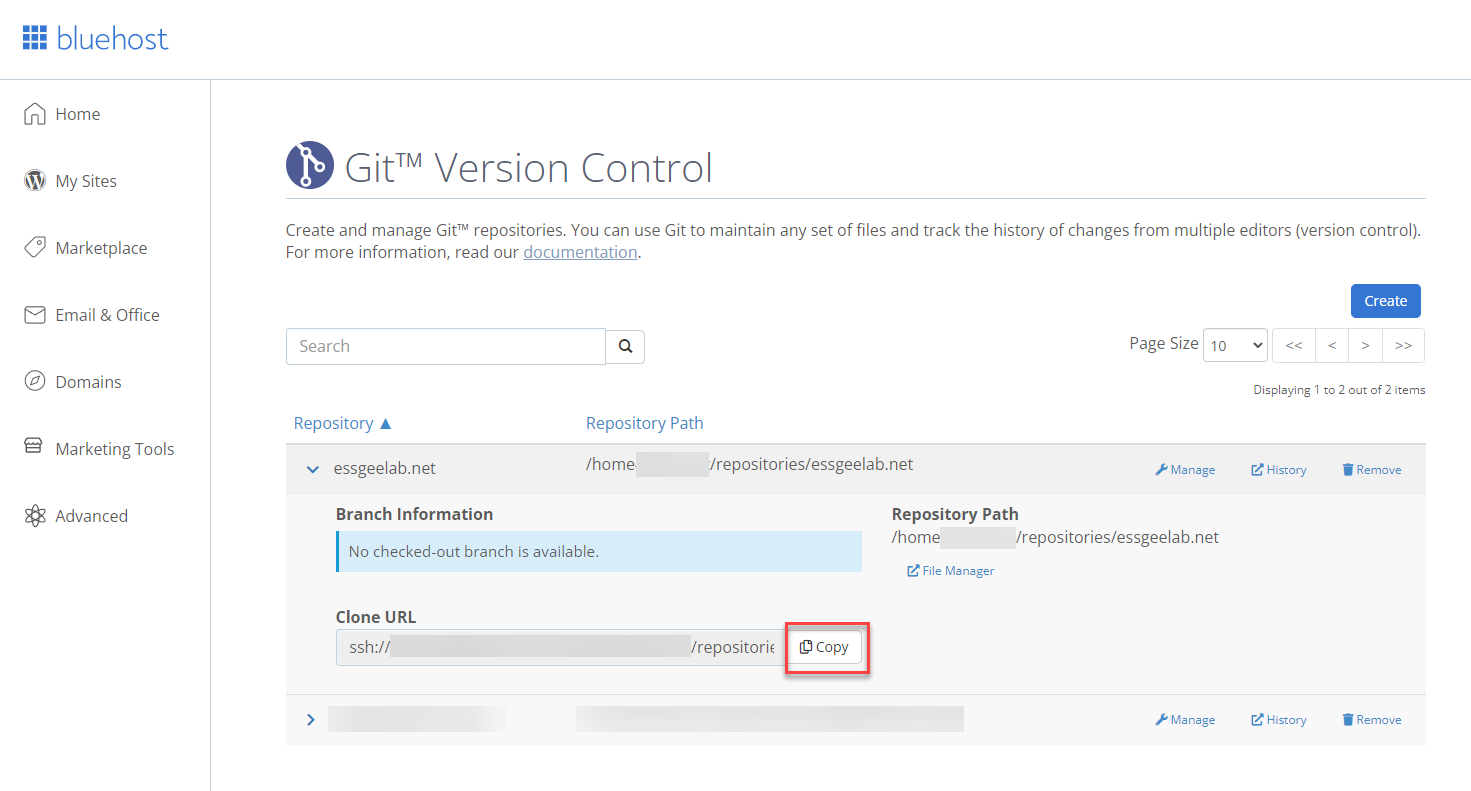 bluehost
Home
My Sites
Marketplace
Email & Office
Domains
Marketing Tools
Advanced
Git™ Version Control
Create and manage Git™ repositories. You can use Git to maintain any set of files and track the history of changes from multiple editors (version control).
For more information, read our documentation.
Create
Search
Page Size 10 << < > >>
Displaying 1 to 2 out of 2 items
Repository ▲ Repository Path
essgeelab.net /home :/repositories/essgeelab.net Manage History Remove
Branch Information
No checked-out branch is available.
Repository Path
/home /repositories/essgeelab.net
File Manager
Clone URL
ssh:// /repositorie Copy
Manage History Remove